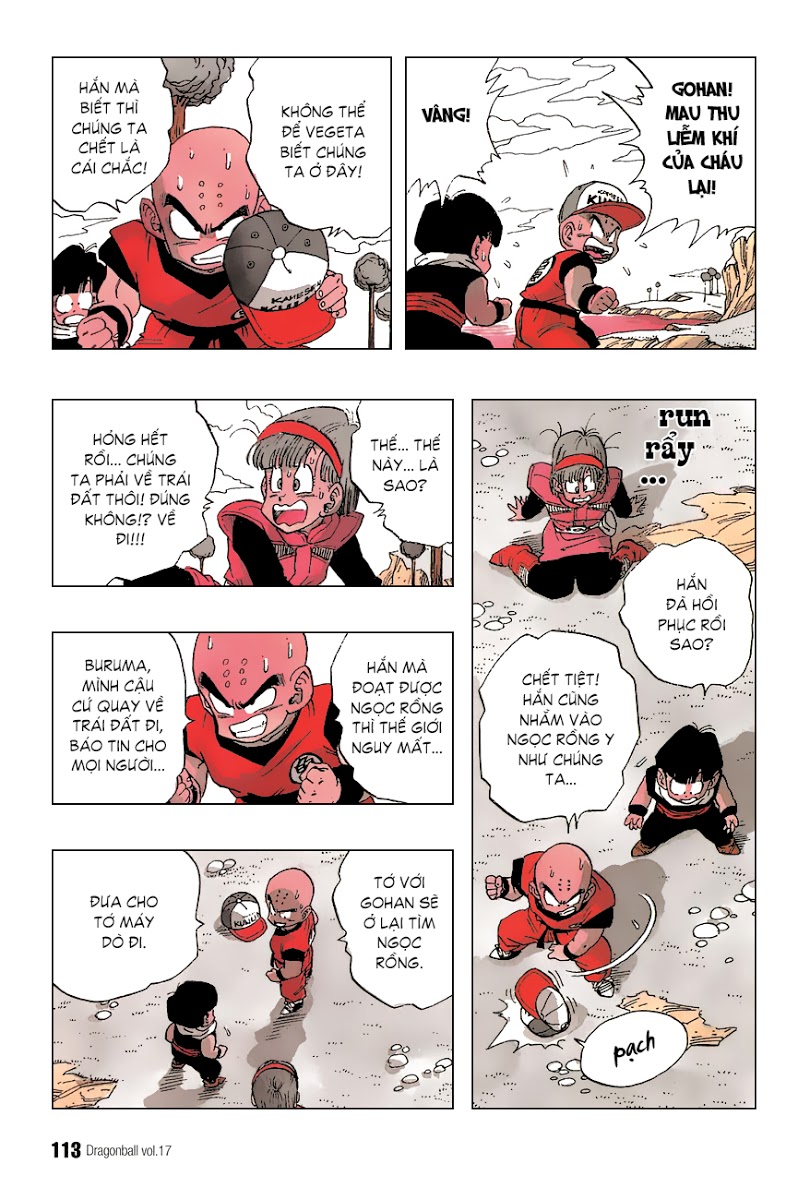 GOHAN!
MAU THU
LIỄM KHÍ
CỦA CHÁU
LẠI!
VÂNG!
KHÔNG THỂ
ĐỂ VEGETA
BIẾT CHÚNG
TA Ở ĐÂY!
HẮN MÀ
BIẾT THÌ
CHÚNG TA
CHẾT LÀ
CÁI CHẮC!
run
rẩy
...
HẮN
ĐÃ HỒI
PHỤC RỒI
SAO?
CHẾT TIỆT!
HẮN CŨNG
NHẰM VÀO
NGỌC RỒNG Y
NHƯ CHÚNG
TA...
pạch
THẾ... THẾ
NÀY... LÀ
SAO?
HỎNG HẾT
RỒI... CHÚNG
TA PHẢI VỀ TRÁI
ĐẤT THÔI! ĐÚNG
KHÔNG!? VỀ
ĐI!!!
HẮN MÀ
ĐOẠT ĐƯỢC
NGỌC RỒNG
THÌ THẾ GIỚI
NGUY MẤT...
BURUMA,
MÌNH CẬU
CỨ QUAY VỀ
TRÁI ĐẤT ĐI,
BÁO TIN CHO
MỌI NGƯỜI...
TỚ VỚI
GOHAN SẼ
Ở LẠI TÌM
NGỌC
RỒNG.
ĐƯA CHO
TỚ MÁY
DÒ ĐI.
113 Dragonball vol.17